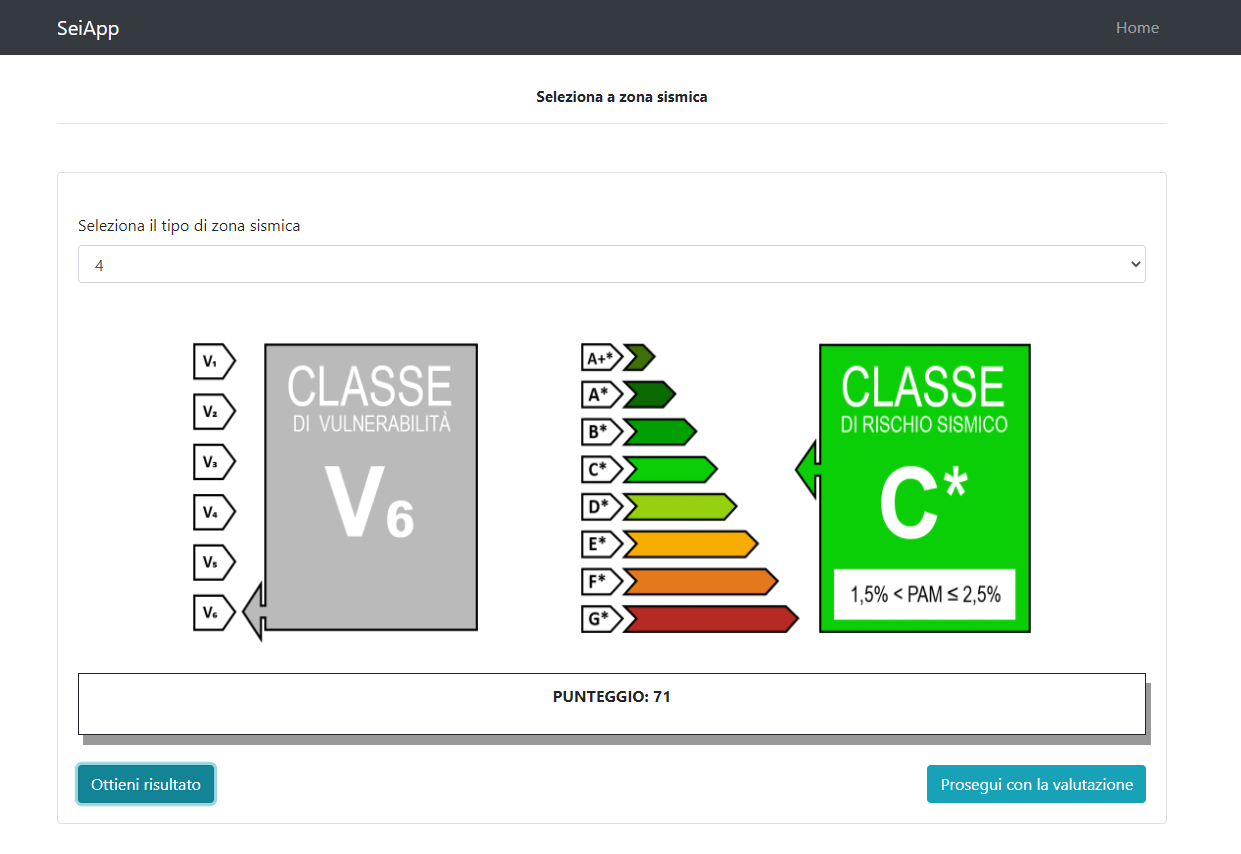 SeiApp
Home
Seleziona a zona sismica
Seleziona il tipo di zona sismica
4
V₁
V₂
V₃
V₄
V₅
V₆
CLASSE
DI VULNERABILITÀ
V₆
A+*
A*
B*
C*
D*
E*
F*
G*
CLASSE
DI RISCHIO SISMICO
C*
1,5% < PAM ≤ 2,5%
PUNTEGGIO: 71
Ottieni risultato
Prosegui con la valutazione